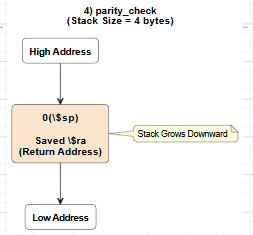 4) parity_check
(Stack Size = 4 bytes)
High Address
0(\$sp)
Saved \$ra
(Return Address)
Stack Grows Downward
Low Address